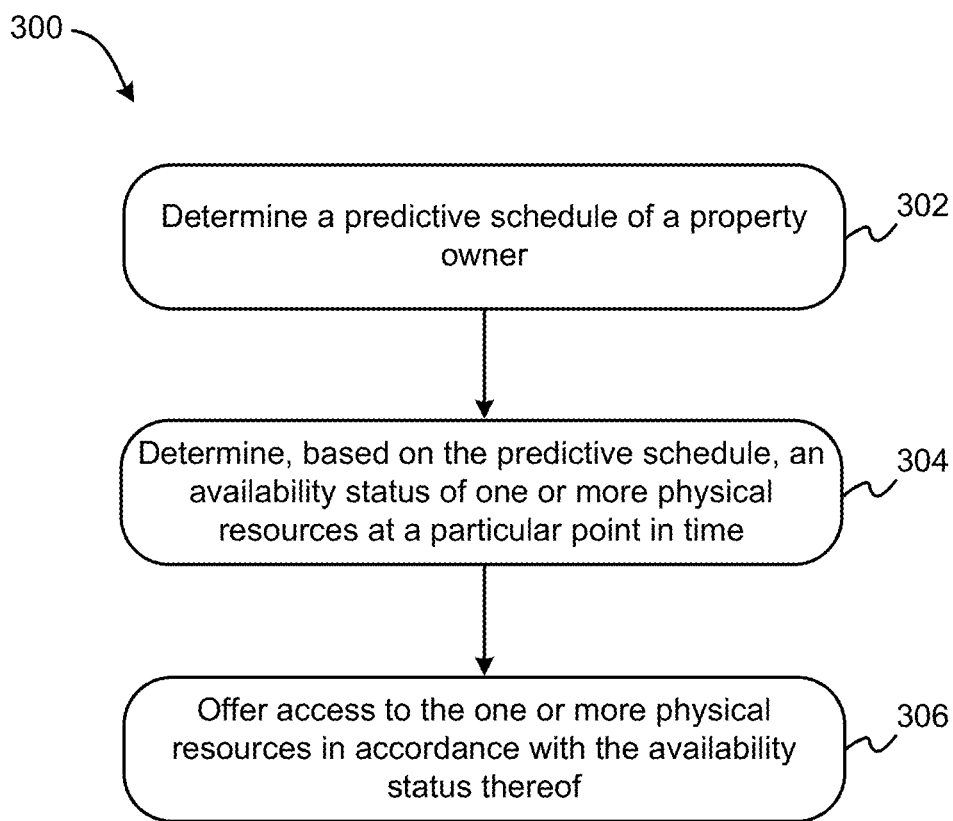 300
Determine a predictive schedule of a property
owner
302
Determine, based on the predictive schedule, an
availability status of one or more physical
resources at a particular point in time
304
Offer access to the one or more physical
resources in accordance with the availability
status thereof
306